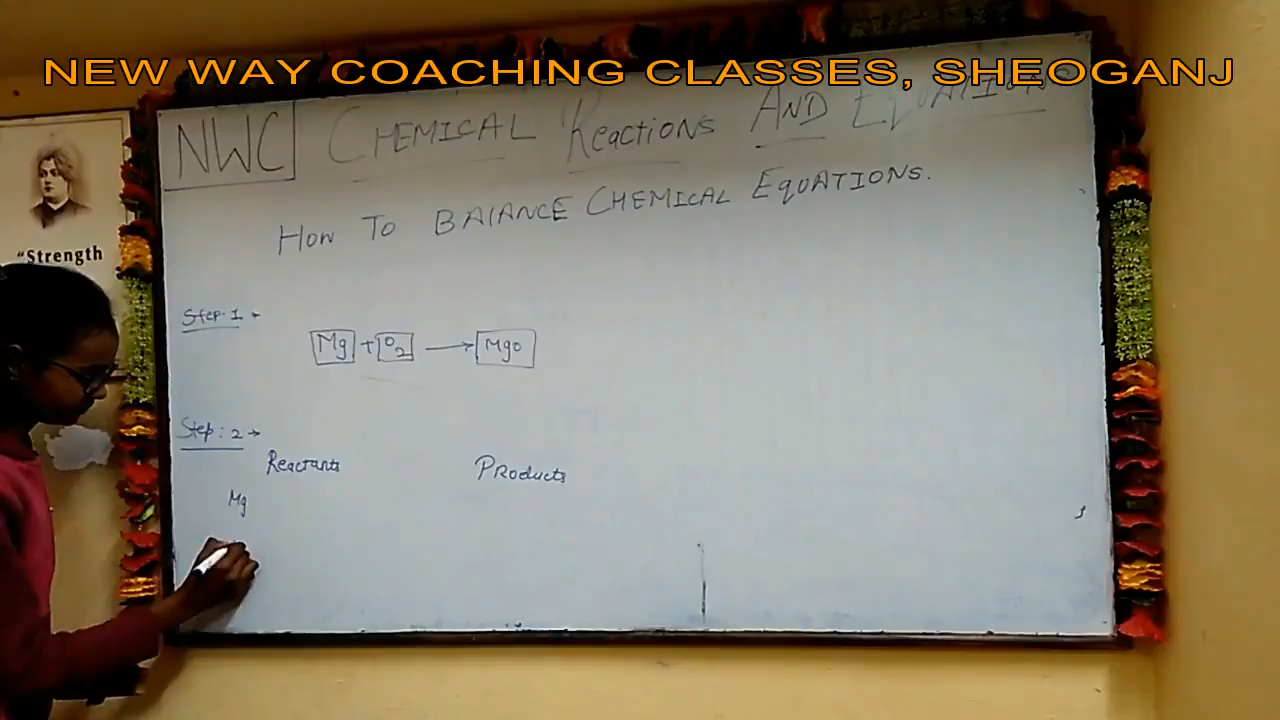 NEW WAY COACHING CLASSES, SHEOGANJ
NWC CHEMICAL Reactions AND EQUATION
How To BAlANCE CHEMICAL EQUATIONS.
"Strength
Step: 1 →
Mg + O2 → Mgo
Step: 2 →
Reactants Products
Mg